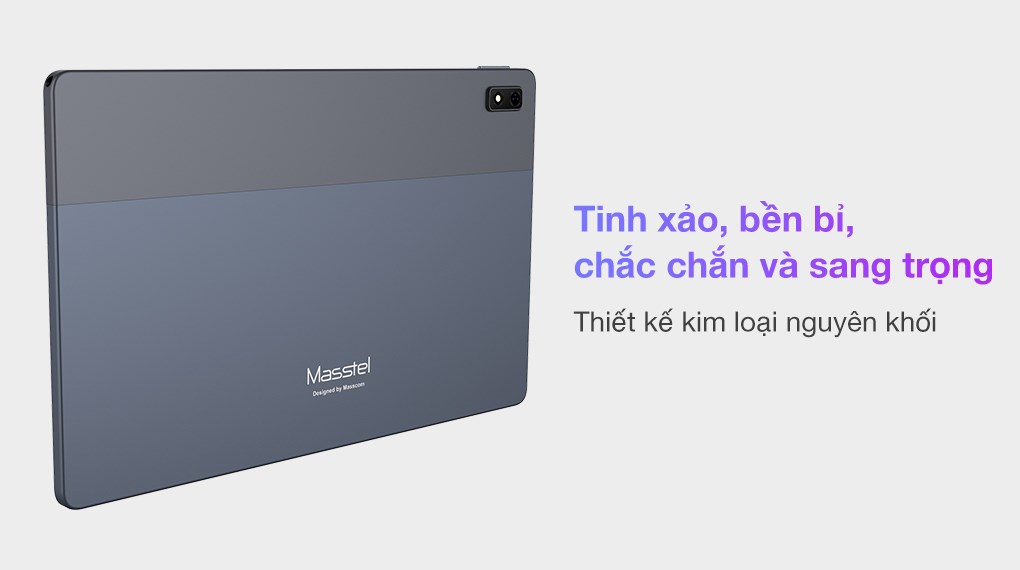 Tinh xảo, bền bỉ,
chắc chắn và sang trọng
Thiết kế kim loại nguyên khối
Masstel
Designed by Masscom